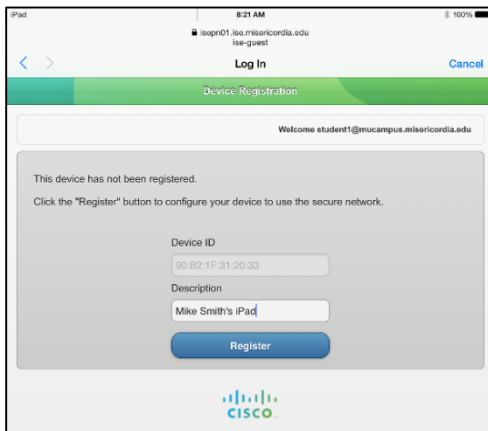 iPad 8:21 AM 100%
isepn01.ise.misericordia.edu
ise-guest
Log In Cancel
Device Registration
Welcome student1@mucampus.misericordia.edu
This device has not been registered.
Click the "Register" button to configure your device to use the secure network.
Device ID
90:B2:1F:31:20:33
Description
Mike Smith's iPad
Register
CISCO